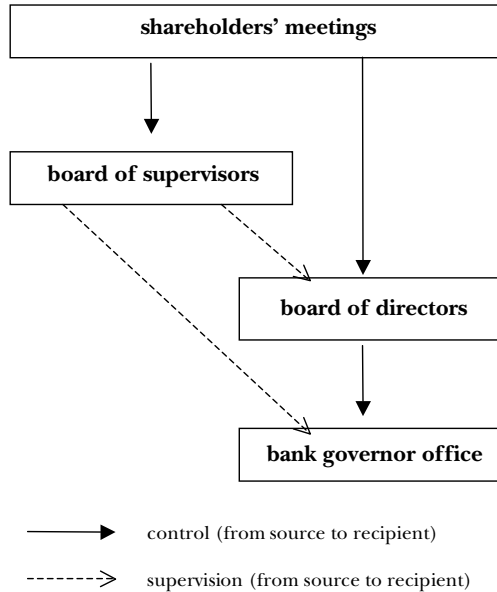 shareholders’ meetings
board of supervisors
board of directors
bank governor office
control (from source to recipient)
supervision (from source to recipient)